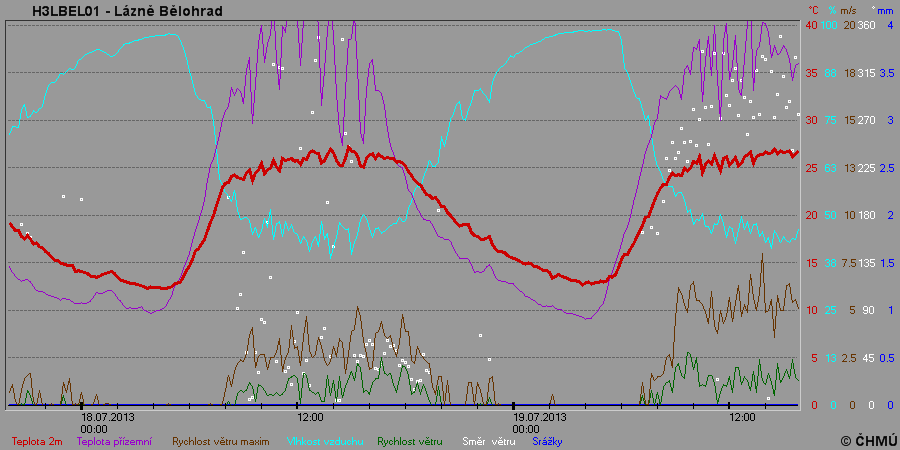 H3LBEL01 - Lázně Bělohrad
°C % m/s ° mm
40 100 20 360 4
35 88 18 315 3.5
30 75 15 270 3
25 63 13 225 2.5
20 50 10 180 2
15 38 7.5 135 1.5
10 25 5 90 1
5 13 2.5 45 0.5
0 0 0 0 0
18.07.2013 12:00 19.07.2013 12:00
00:00 00:00
Teplota 2m Teplota přízemní Rychlost větru maxim Vlhkost vzduchu Rychlost větru Směr větru Srážky
© ČHMÚ